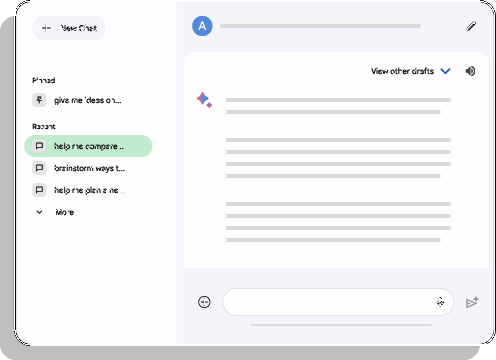 New Chat
Pinned
give me ideas on...
Recent
help me compare...
brainstorm ways t...
help me plan a ne...
More
A
View other drafts